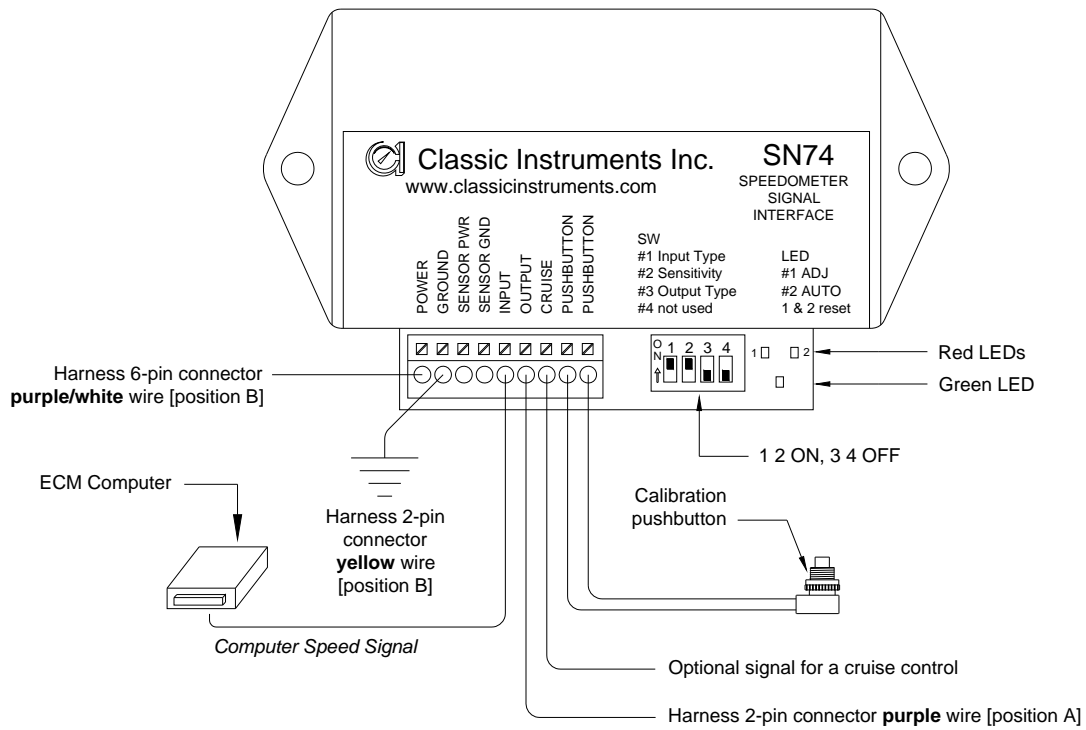 Classic Instruments Inc.
www.classicinstruments.com
SN74
SPEEDOMETER
SIGNAL
INTERFACE
POWER
GROUND
SENSOR PWR
SENSOR GND
INPUT
OUTPUT
CRUISE
PUSHBUTTON
PUSHBUTTON
SW
#1 Input Type
#2 Sensitivity
#3 Output Type
#4 not used
LED
#1 ADJ
#2 AUTO
1 & 2 reset
ON
1 2 3 4
1
2
Red LEDs
Green LED
Harness 6-pin connector
purple/white wire [position B]
1 2 ON, 3 4 OFF
ECM Computer
Harness 2-pin
connector
yellow wire
[position B]
Calibration
pushbutton
Computer Speed Signal
Optional signal for a cruise control
Harness 2-pin connector purple wire [position A]